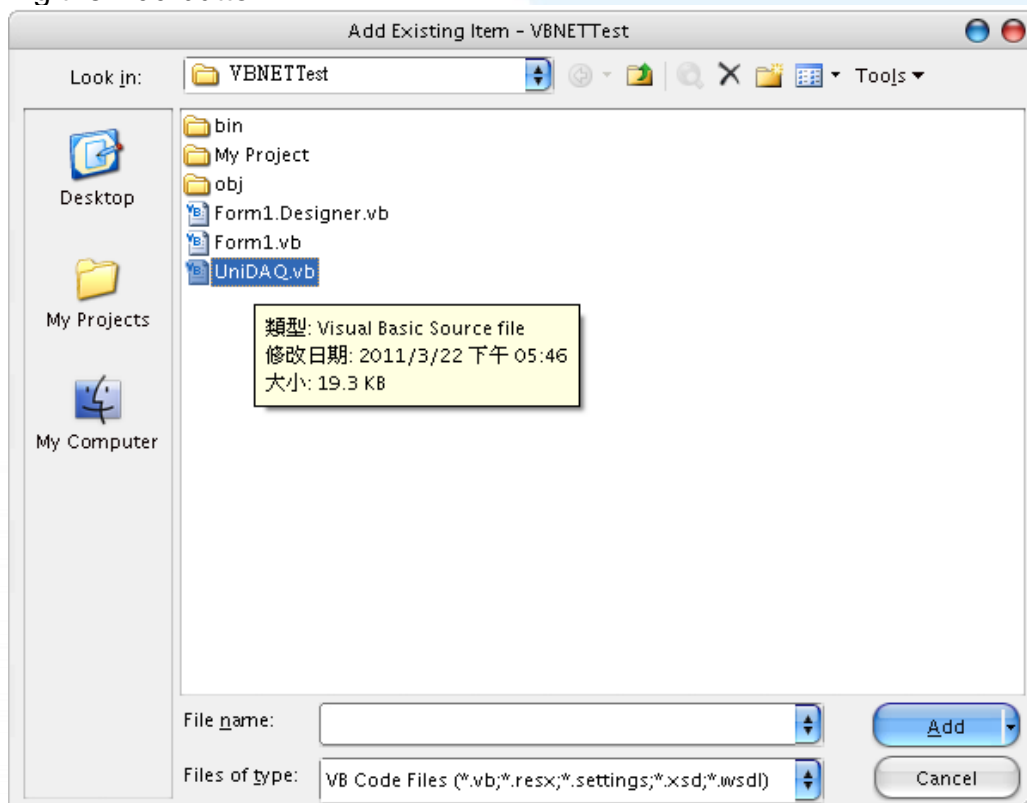 Add Existing Item - VBNETTest
Look in:
VBNETTest
Tools
Desktop
My Projects
My Computer
bin
My Project
obj
Form1.Designer.vb
Form1.vb
UniDAQ.vb
類型: Visual Basic Source file
修改日期: 2011/3/22 下午 05:46
大小: 19.3 KB
File name:
Add
Files of type:
VB Code Files (*.vb;*.resx;*.settings;*.xsd;*.wsdl)
Cancel